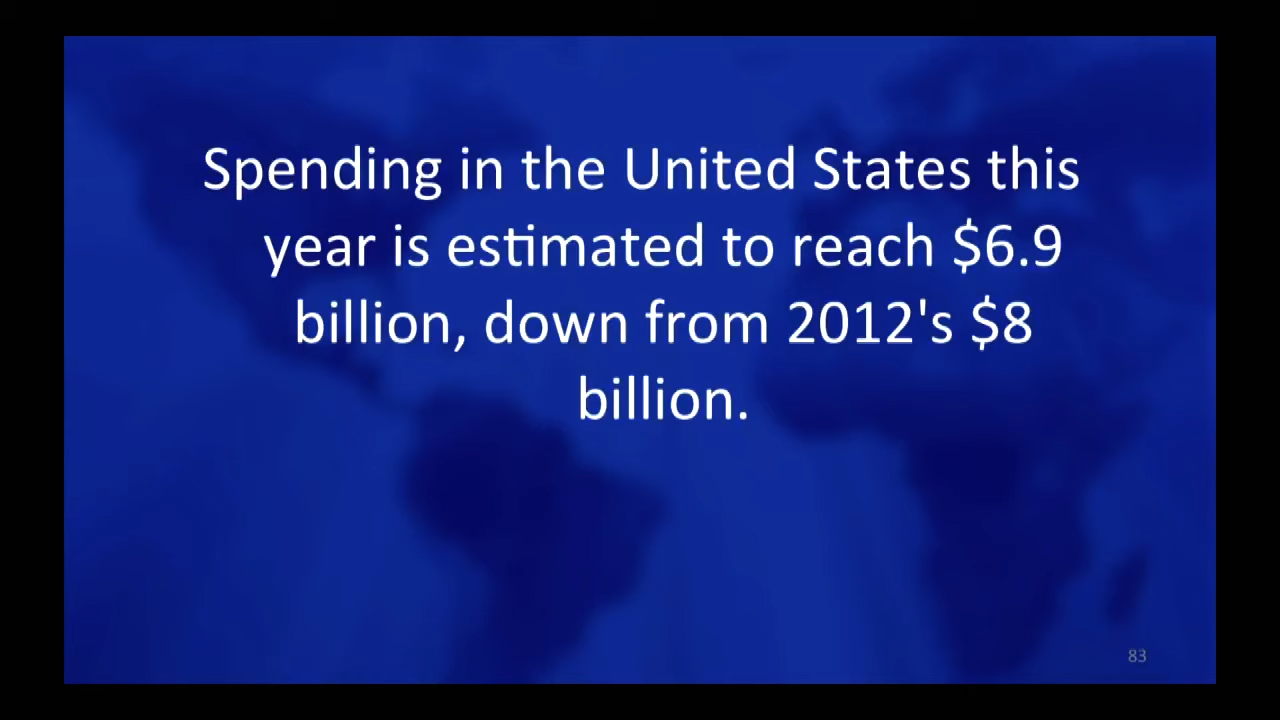 Spending in the United States this
year is estimated to reach $6.9
billion, down from 2012's $8
billion.
83